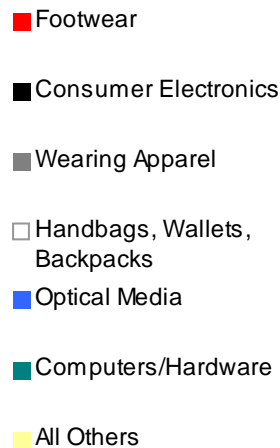 Footwear
Consumer Electronics
Wearing Apparel
Handbags, Wallets,
Backpacks
Optical Media
Computers/Hardware
All Others